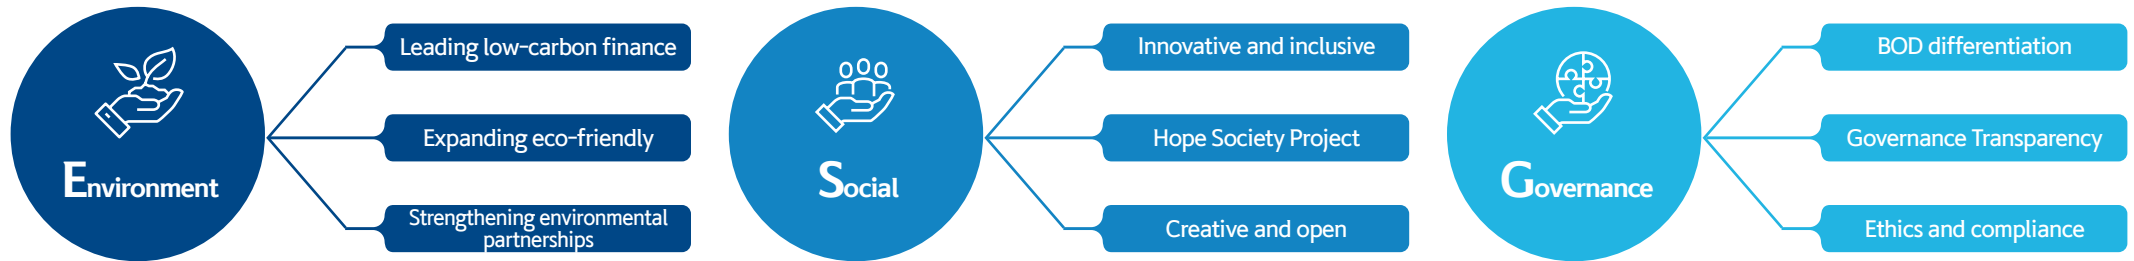 Environment
Leading low-carbon finance
Expanding eco-friendly
Strengthening environmental
partnerships
Social
Innovative and inclusive
Hope Society Project
Creative and open
Governance
BOD differentiation
Governance Transparency
Ethics and compliance